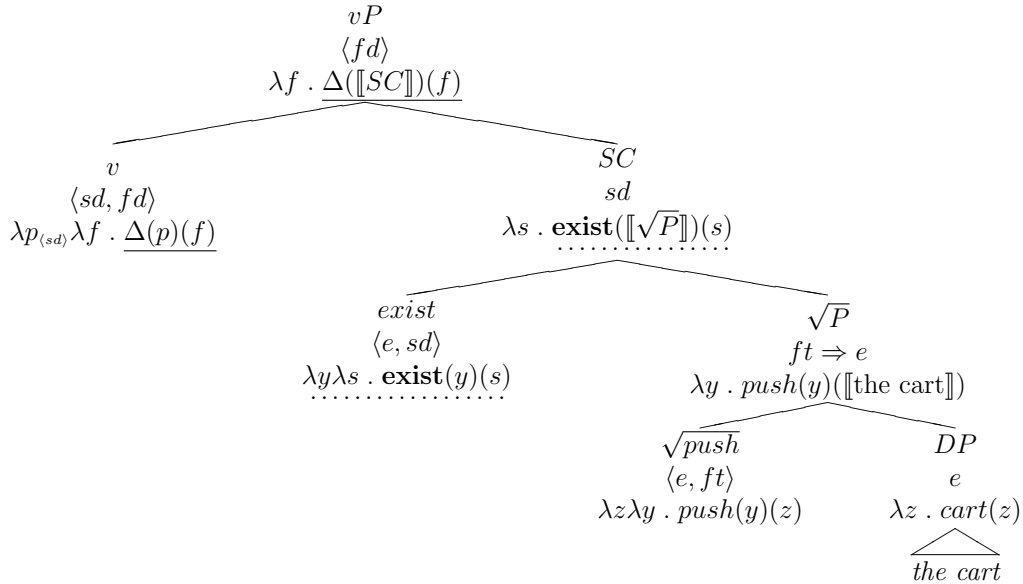 vP
⟨fd⟩
λf . Δ(⟦SC⟧)(f)
v
⟨sd, fd⟩
λp⟨sd⟩λf . Δ(p)(f)
SC
sd
λs . exist(⟦√P⟧)(s)
exist
⟨e, sd⟩
λyλs . exist(y)(s)
√P
ft ⇒ e
λy . push(y)(⟦the cart⟧)
√push
⟨e, ft⟩
λzλy . push(y)(z)
DP
e
λz . cart(z)
the cart